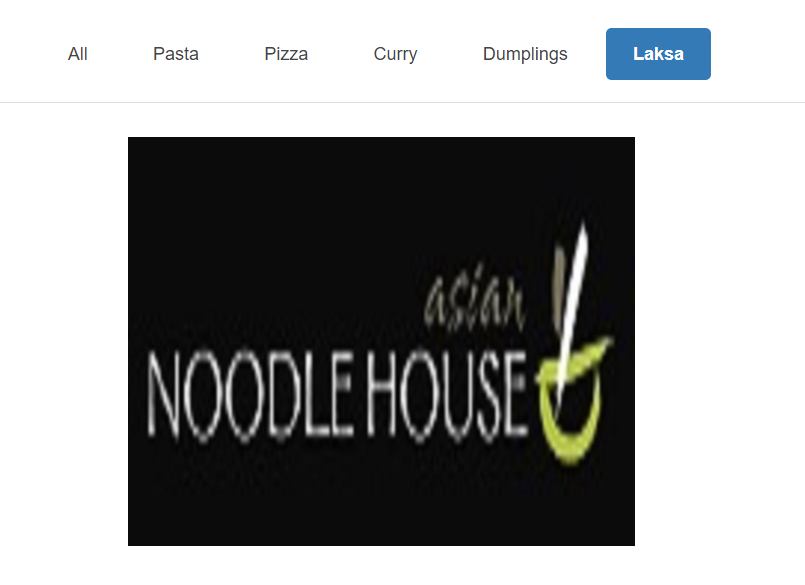 All Pasta Pizza Curry Dumplings Laksa
asian
NOODLE HOUSE